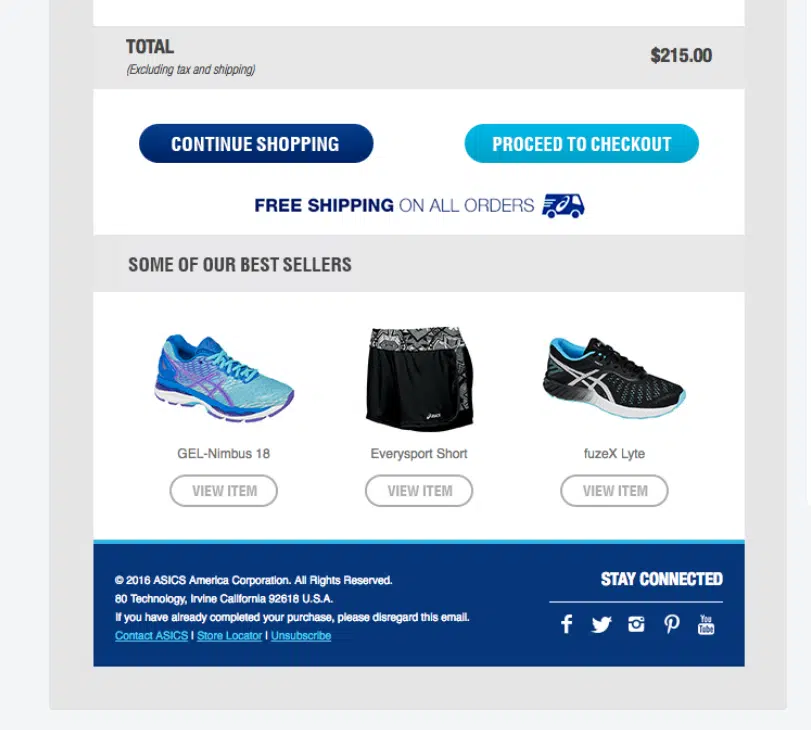 TOTAL
$215.00
(Excluding tax and shipping)
CONTINUE SHOPPING
PROCEED TO CHECKOUT
FREE SHIPPING ON ALL ORDERS
SOME OF OUR BEST SELLERS
asics
GEL-Nimbus 18
Everysport Short
fuzeX Lyte
VIEW ITEM
VIEW ITEM
VIEW ITEM
© 2016 ASICS America Corporation. All Rights Reserved.
80 Technology, Irvine California 92618 U.S.A.
If you have already completed your purchase, please disregard this email.
Contact ASICS | Store Locator | Unsubscribe
STAY CONNECTED
You
Tube